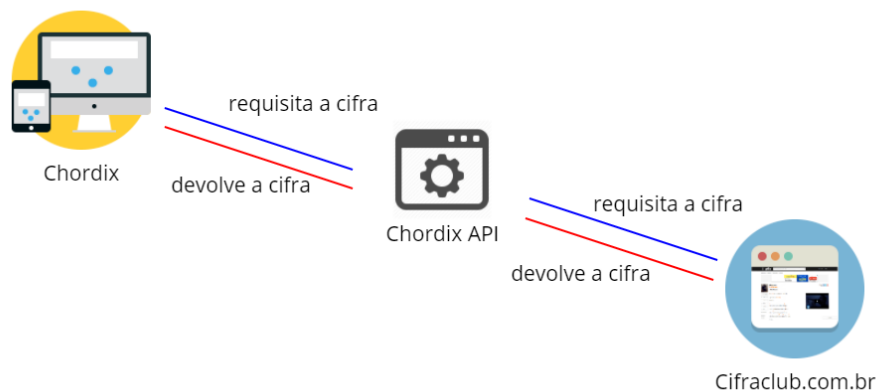 requisita a cifra
Chordix
devolve a cifra
Chordix API
requisita a cifra
devolve a cifra
Cifraclub.com.br